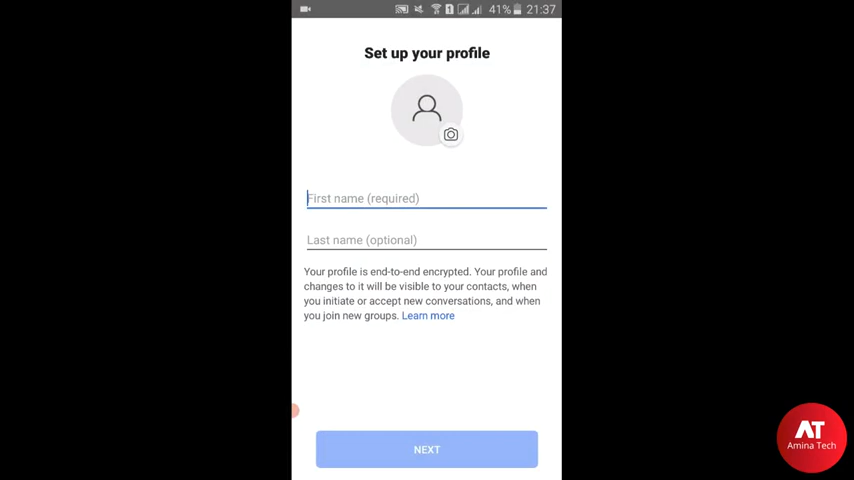 41% 21:37
Set up your profile
First name (required)
Last name (optional)
Your profile is end-to-end encrypted. Your profile and
changes to it will be visible to your contacts, when
you initiate or accept new conversations, and when
you join new groups. Learn more
NEXT
AT
Amina Tech